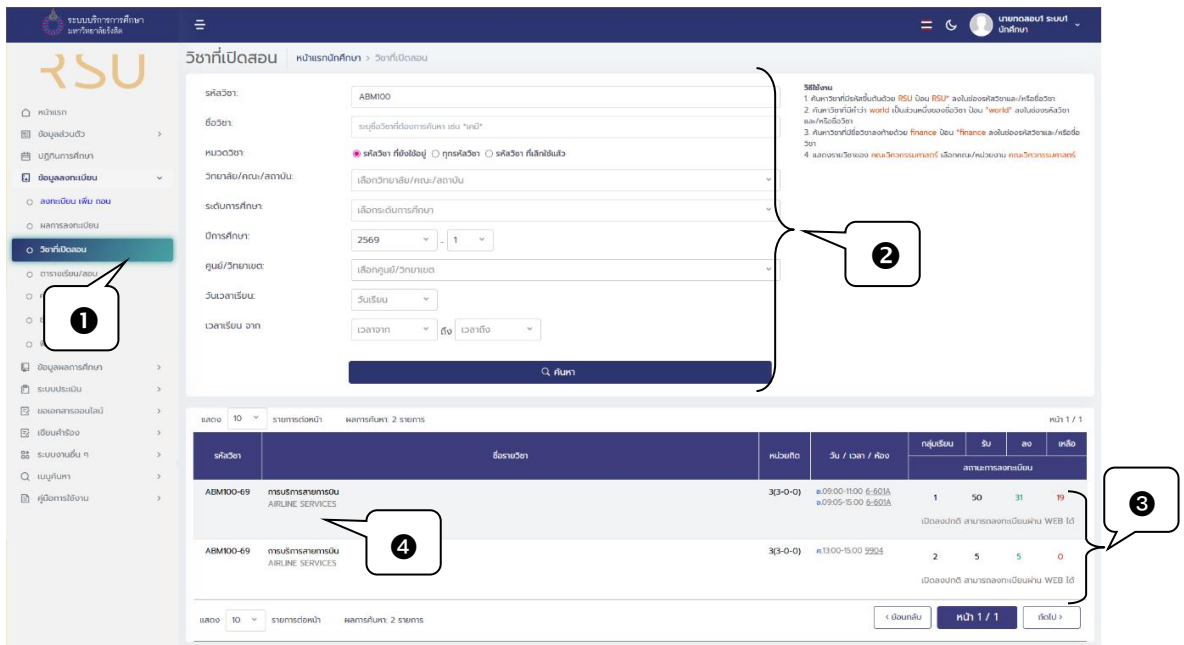 ระบบบริการการศึกษา
มหาวิทยาลัยรังสิต
นายทดสอบ1 ระบบ1
นักศึกษา
RSU
หน้าแรก
ข้อมูลส่วนตัว
ปฏิทินการศึกษา
ข้อมูลลงทะเบียน
ลงทะเบียน เพิ่ม ถอน
ผลการลงทะเบียน
วิชาที่เปิดสอน
ตารางเรียน/สอบ
ข้อมูลผลการศึกษา
ระบบประเมิน
ขอเอกสารออนไลน์
เขียนคำร้อง
ระบบงานอื่น ๆ
เมนูค้นหา
คู่มือการใช้งาน
วิชาที่เปิดสอน หน้าแรกนักศึกษา > วิชาที่เปิดสอน
รหัสวิชา: ABM100
ชื่อวิชา: ระบุชื่อวิชาที่ต้องการค้นหา เช่น *เคมี*
หมวดวิชา: รหัสวิชา ที่ยังใช้อยู่ ทุกรหัสวิชา รหัสวิชา ที่เลิกใช้แล้ว
วิทยาลัย/คณะ/สถาบัน: เลือกวิทยาลัย/คณะ/สถาบัน
ระดับการศึกษา: เลือกระดับการศึกษา
ปีการศึกษา: 2569 - 1
ศูนย์/วิทยาเขต: เลือกศูนย์/วิทยาเขต
วันเวลาเรียน: วันเรียน
เวลาเรียน จาก เวลาจาก ถึง เวลาถึง
ค้นหา
วิธีใช้งาน
1. ค้นหาวิชาที่มีรหัสขึ้นต้นด้วย RSU ป้อน RSU* ลงในช่องรหัสวิชาและ/หรือชื่อวิชา
2. ค้นหาวิชาที่มีคำว่า world เป็นส่วนหนึ่งของชื่อวิชา ป้อน *world* ลงในช่องรหัสวิชา
และ/หรือชื่อวิชา
3. ค้นหาวิชาที่มีชื่อวิชาลงท้ายด้วย finance ป้อน *finance ลงในช่องรหัสวิชาและ/หรือชื่อ
วิชา
4. แสดงรายวิชาของ คณะวิศวกรรมศาสตร์ เลือกคณะ/หน่วยงาน คณะวิศวกรรมศาสตร์
❶
❷
❸
❹
แสดง 10 รายการต่อหน้า ผลการค้นหา: 2 รายการ หน้า 1 / 1
รหัสวิชา ชื่อรายวิชา หน่วยกิต วัน / เวลา / ห้อง กลุ่มเรียน รับ ลง เหลือ
สถานะการลงทะเบียน
ABM100-69 การบริการสายการบิน 3(3-0-0) อ.09:00-11:00 6-601A 1 50 31 19
AIRLINE SERVICES อ.09:05-15:00 6-601A
เปิดลงปกติ สามารถลงทะเบียนผ่าน WEB ได้
ABM100-69 การบริการสายการบิน 3(3-0-0) ศ.13:00-15:00 9904 2 5 5 0
AIRLINE SERVICES
เปิดลงปกติ สามารถลงทะเบียนผ่าน WEB ได้
แสดง 10 รายการต่อหน้า ผลการค้นหา: 2 รายการ < ย้อนกลับ หน้า 1 / 1 ถัดไป >